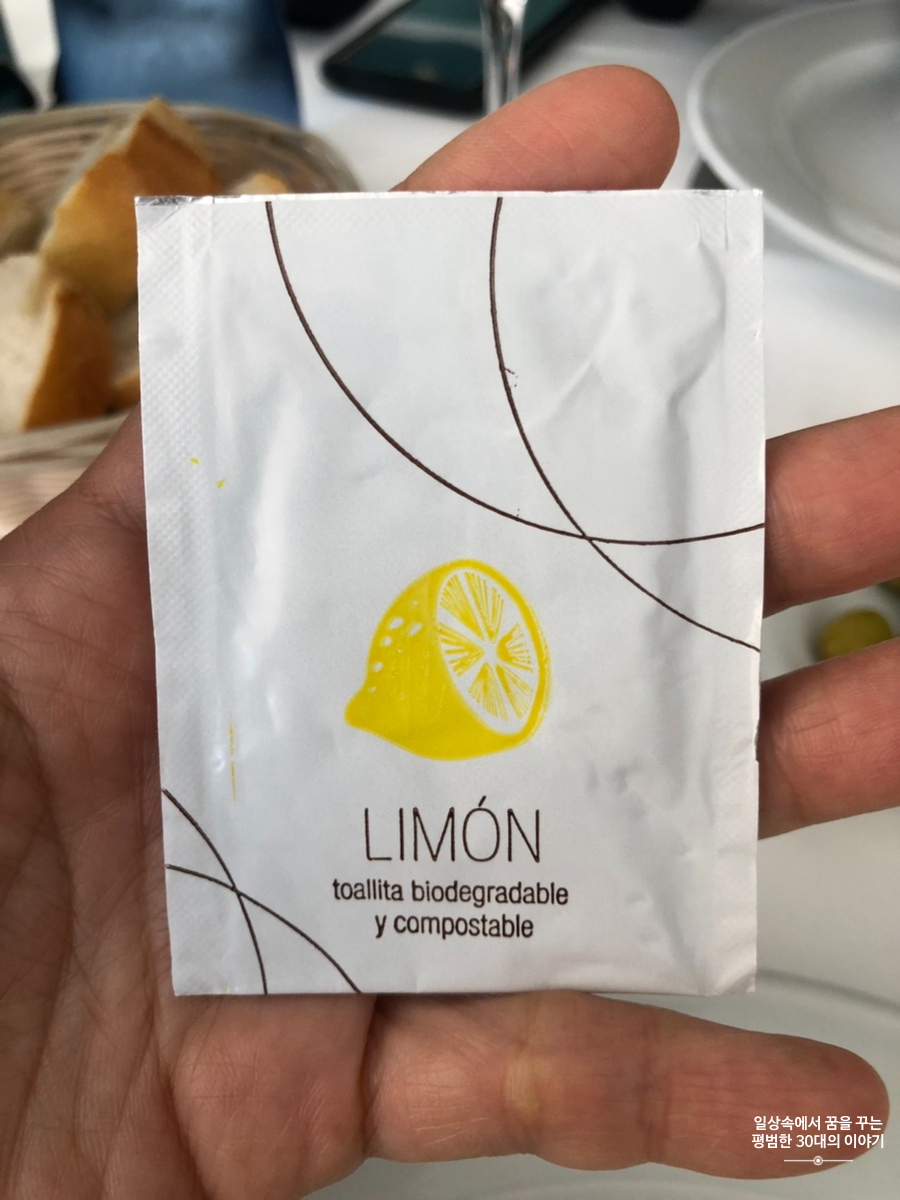 LIMÓN
toallita biodegradable
y compostable
일상속에서 꿈을 꾸는
평범한 30대의 이야기